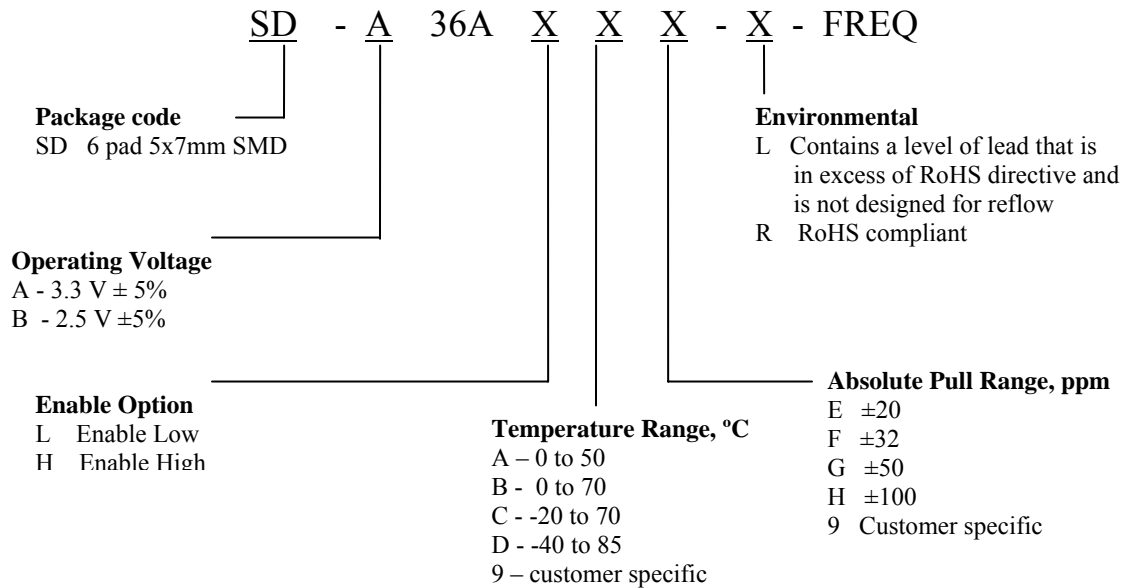 SD - A 36A X X X - X - FREQ
Package code
SD 6 pad 5x7mm SMD
Environmental
L Contains a level of lead that is
in excess of RoHS directive and
is not designed for reflow
R RoHS compliant
Operating Voltage
A - 3.3 V ± 5%
B - 2.5 V ±5%
Enable Option
L Enable Low
H Enable High
Temperature Range, ºC
A – 0 to 50
B - 0 to 70
C - -20 to 70
D - -40 to 85
9 – customer specific
Absolute Pull Range, ppm
E ±20
F ±32
G ±50
H ±100
9 Customer specific